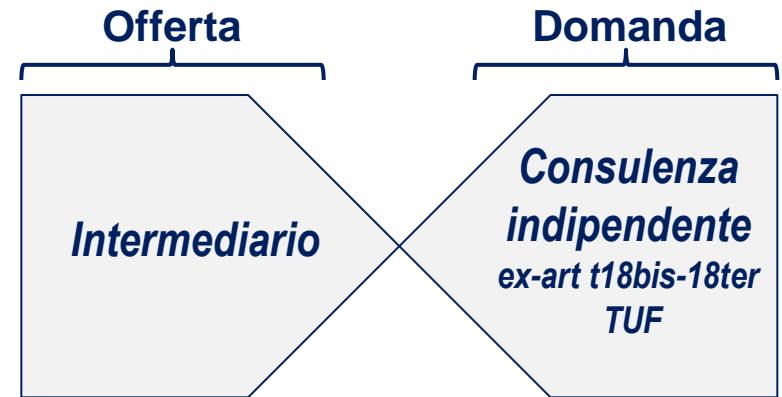 Offerta
Domanda
Intermediario
Consulenza
indipendente
ex-art t18bis-18ter
TUF